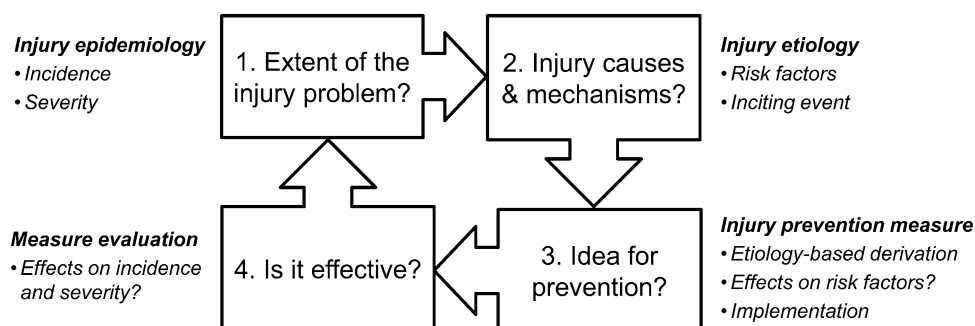 Injury epidemiology
• Incidence
• Severity
1. Extent of the
injury problem?
2. Injury causes
& mechanisms?
Injury etiology
• Risk factors
• Inciting event
Measure evaluation
• Effects on incidence
and severity?
4. Is it effective?
3. Idea for
prevention?
Injury prevention measure
• Etiology-based derivation
• Effects on risk factors?
• Implementation